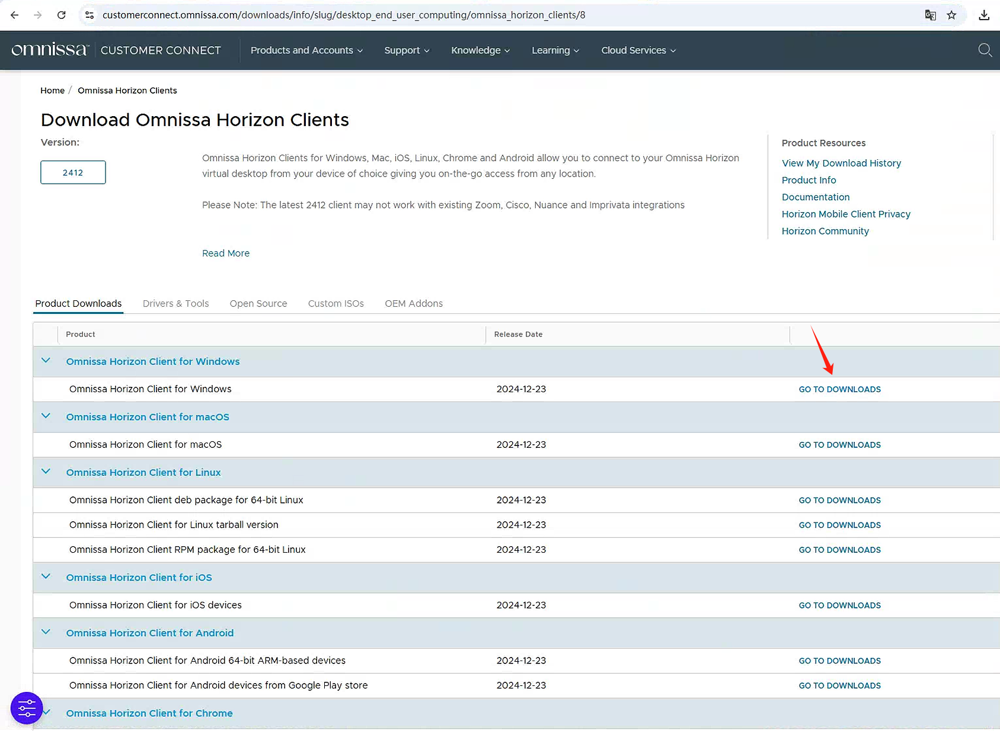 customerconnect.omnissa.com/downloads/info/slug/desktop_end_user_computing/omnissa_horizon_clients/8
omnissa™ CUSTOMER CONNECT Products and Accounts Support Knowledge Learning Cloud Services
Home / Omnissa Horizon Clients
Download Omnissa Horizon Clients
Version:
2412
Omnissa Horizon Clients for Windows, Mac, iOS, Linux, Chrome and Android allow you to connect to your Omnissa Horizon
virtual desktop from your device of choice giving you on-the-go access from any location.
Please Note: The latest 2412 client may not work with existing Zoom, Cisco, Nuance and Imprivata integrations
Read More
Product Resources
View My Download History
Product Info
Documentation
Horizon Mobile Client Privacy
Horizon Community
Product Downloads Drivers & Tools Open Source Custom ISOs OEM Addons
Product Release Date
Omnissa Horizon Client for Windows
Omnissa Horizon Client for Windows 2024-12-23 GO TO DOWNLOADS
Omnissa Horizon Client for macOS
Omnissa Horizon Client for macOS 2024-12-23 GO TO DOWNLOADS
Omnissa Horizon Client for Linux
Omnissa Horizon Client deb package for 64-bit Linux 2024-12-23 GO TO DOWNLOADS
Omnissa Horizon Client for Linux tarball version 2024-12-23 GO TO DOWNLOADS
Omnissa Horizon Client RPM package for 64-bit Linux 2024-12-23 GO TO DOWNLOADS
Omnissa Horizon Client for iOS
Omnissa Horizon Client for iOS devices 2024-12-23 GO TO DOWNLOADS
Omnissa Horizon Client for Android
Omnissa Horizon Client for Android 64-bit ARM-based devices 2024-12-23 GO TO DOWNLOADS
Omnissa Horizon Client for Android devices from Google Play store 2024-12-23 GO TO DOWNLOADS
Omnissa Horizon Client for Chrome